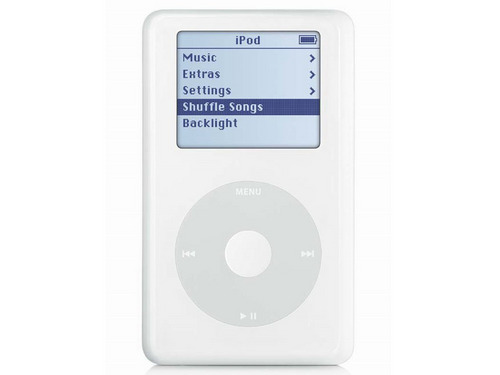 iPod
Music
Extras
Settings
Shuffle Songs
Backlight
MENU